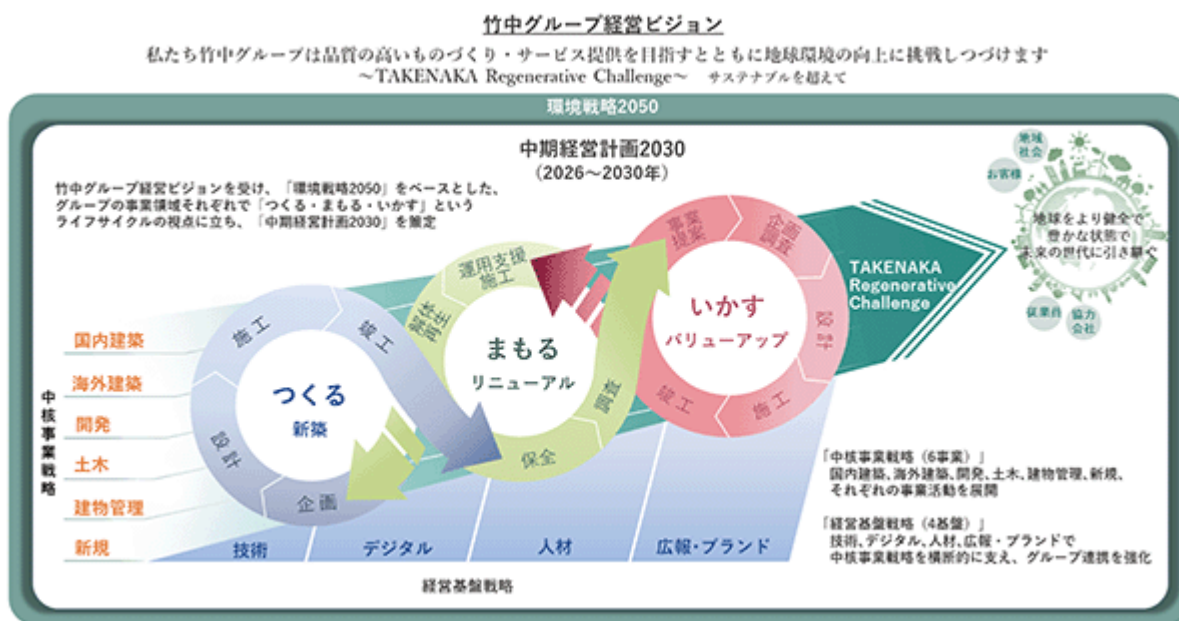 竹中グループ経営ビジョン
私たち竹中グループは品質の高いものづくり・サービス提供を目指すとともに地球環境の向上に挑戦しつづけます
～TAKENAKA Regenerative Challenge～ サステナブルを超えて
環境戦略2050
中期経営計画2030
（2026～2030年）
竹中グループ経営ビジョンを受け、「環境戦略2050」をベースとした、
グループの事業領域それぞれで「つくる・まもる・いかす」という
ライフサイクルの視点に立ち、「中期経営計画2030」を策定
地域
社会
お客様
地球をより健全で
豊かな状態で
未来の世代に引き継ぐ
従業員
協力
会社
TAKENAKA
Regenerative
Challenge
事業
提案
企画
調査
設計
施工
竣工
いかす
バリューアップ
運用支援
施工
解体
再生
調査
保全
まもる
リニューアル
施工
竣工
設計
企画
つくる
新築
中核事業戦略
国内建築
海外建築
開発
土木
建物管理
新規
技術
デジタル
人材
広報・ブランド
経営基盤戦略
「中核事業戦略（6事業）」
国内建築、海外建築、開発、土木、建物管理、新規、
それぞれの事業活動を展開
「経営基盤戦略（4基盤）」
技術、デジタル、人材、広報・ブランドで
中核事業戦略を横断的に支え、グループ連携を強化